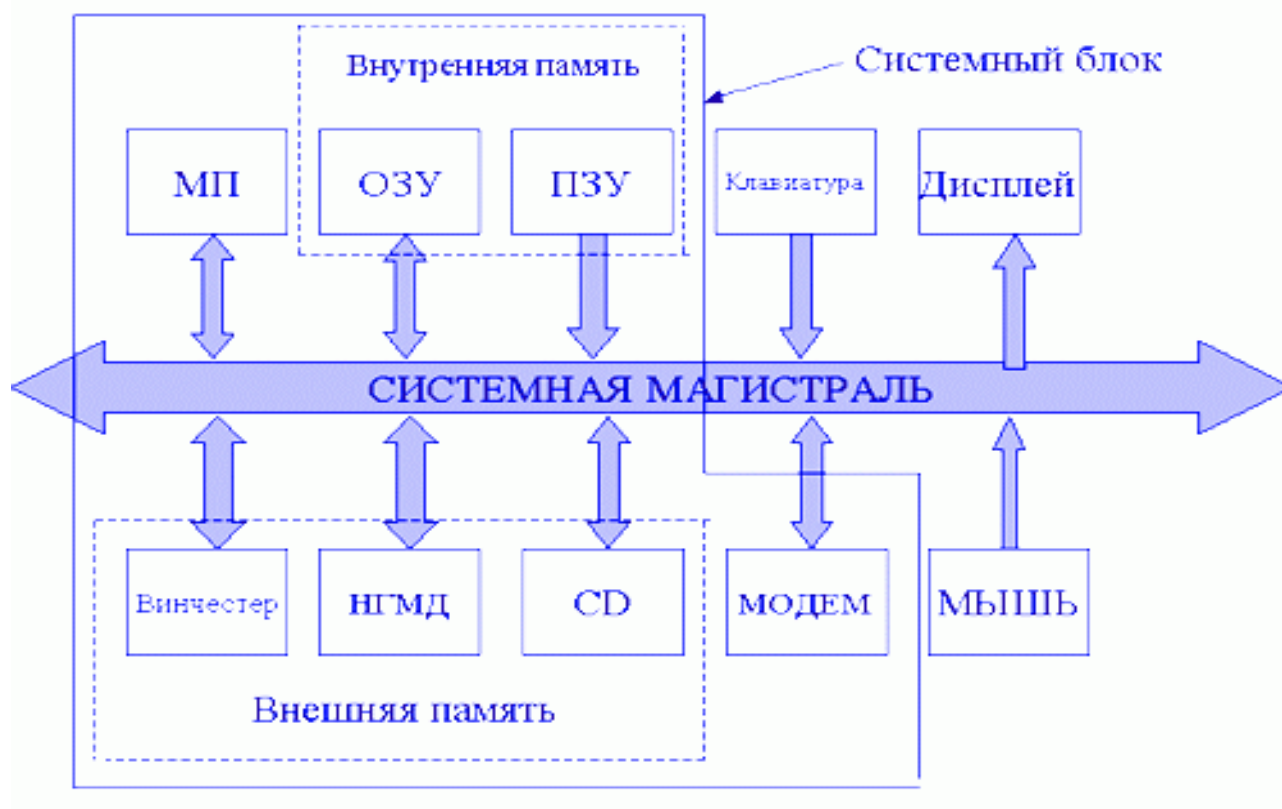 Внутренняя память
Системный блок
МП
ОЗУ
ПЗУ
Клавиатура
Дисплей
СИСТЕМНАЯ МАГИСТРАЛЬ
Винчестер
НГМД
CD
МОДЕМ
МЫШЬ
Внешняя память